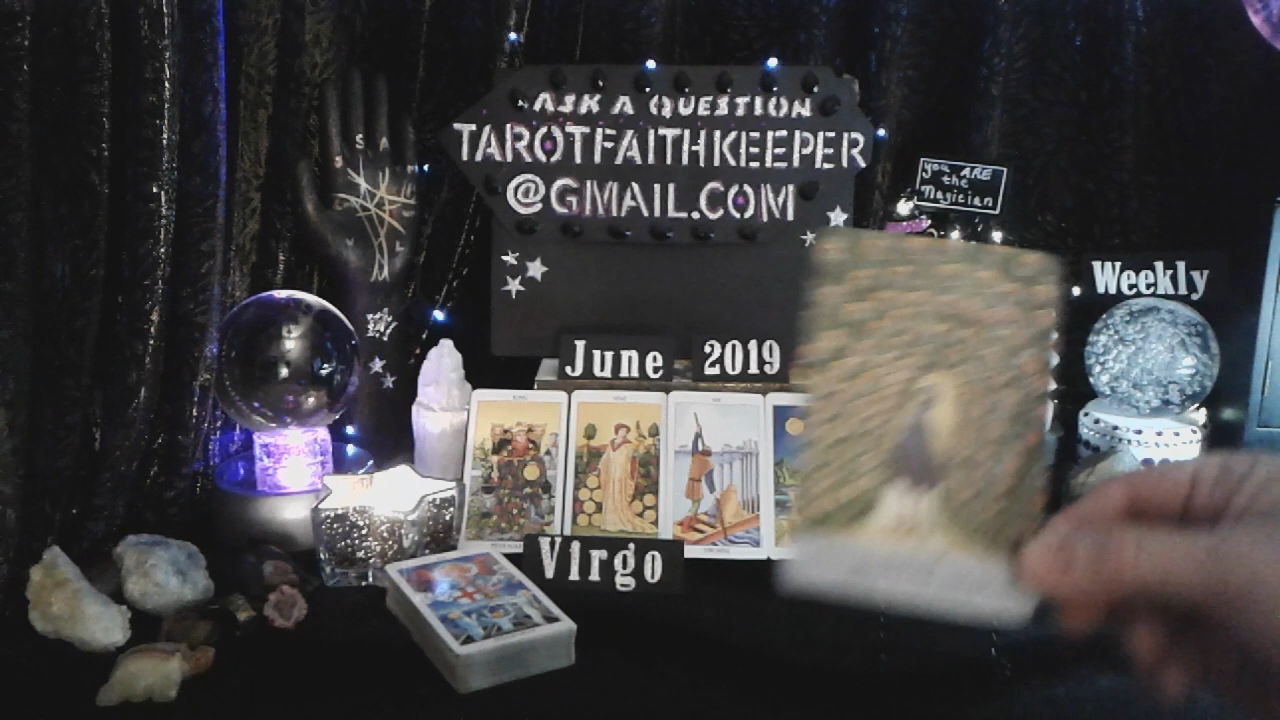 ASK A QUESTION
TAROTFAITHKEEPER
@GMAIL.COM
you ARE
the
Magician
Weekly
June 2019
Virgo